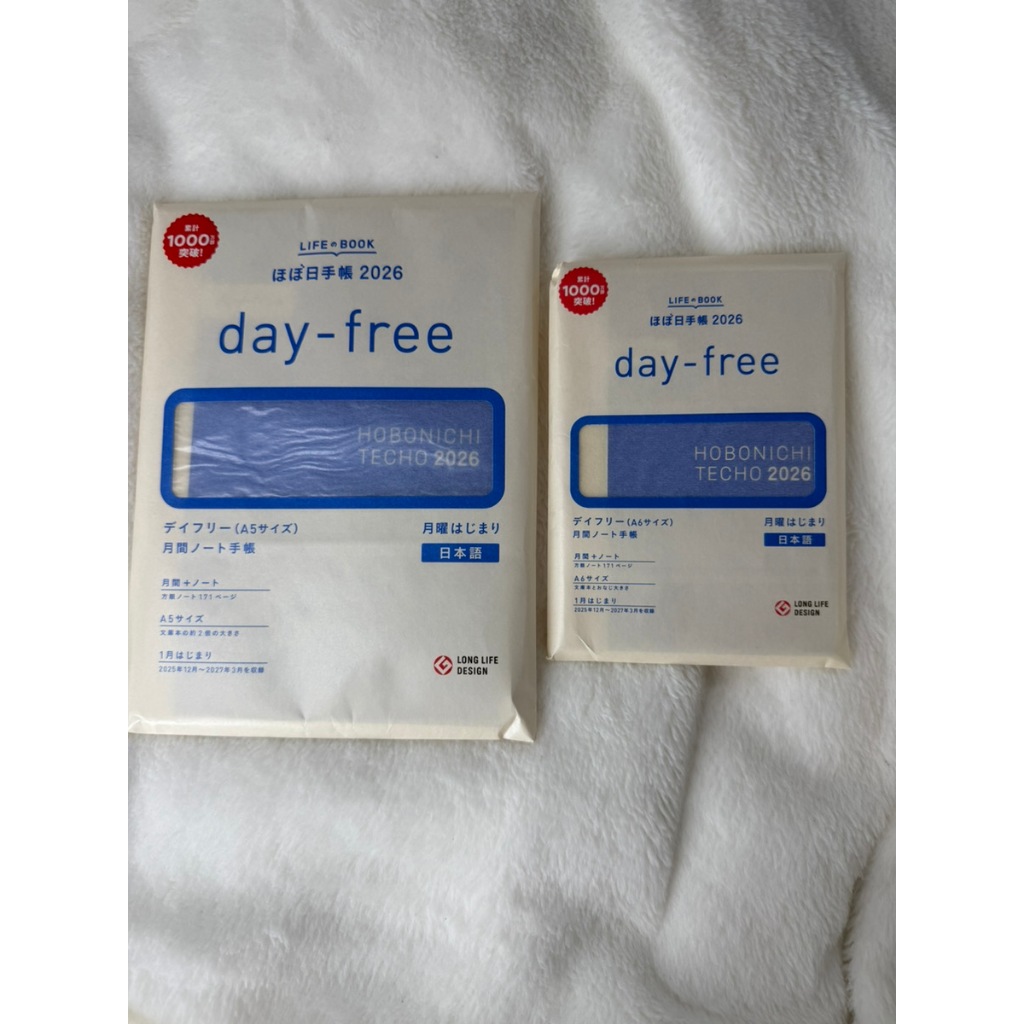 累計
1000万部
突破!
LIFEのBOOK
ほぼ日手帳 2026
day-free
HOBONICHI
TECHO 2026
デイフリー(A5サイズ)
月間ノート手帳
月曜はじまり
日本語
月間+ノート
方眼ノート171ページ
A5サイズ
文庫本の約2倍の大きさ
1月はじまり
2025年12月〜2027年3月を収録
LONG LIFE
DESIGN
累計
1000万部
突破!
LIFEのBOOK
ほぼ日手帳 2026
day-free
HOBONICHI
TECHO 2026
デイフリー(A6サイズ)
月間ノート手帳
月曜はじまり
日本語
月間+ノート
方眼ノート171ページ
A6サイズ
文庫本とおなじ大きさ
1月はじまり
2025年12月〜2027年3月を収録
LONG LIFE
DESIGN